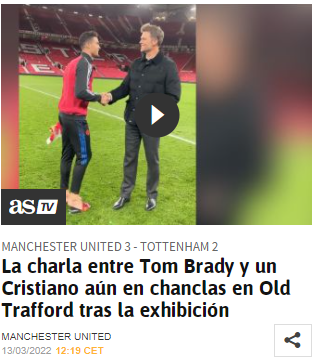 as TV
MANCHESTER UNITED 3 - TOTTENHAM 2
La charla entre Tom Brady y un
Cristiano aún en chanclas en Old
Trafford tras la exhibición
MANCHESTER UNITED
13/03/2022 12:19 CET